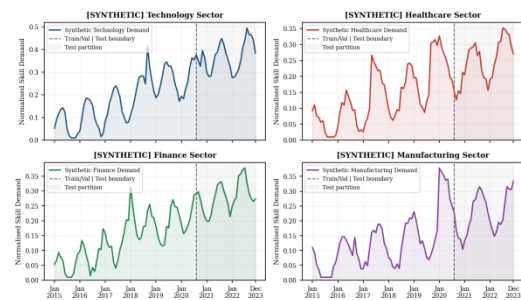 [SYNTHETIC] Technology Sector
Normalised Skill Demand
0.5
0.4
0.3
0.2
0.1
0.0
Synthetic Technology Demand
Train/Val | Test boundary
Test partition
[SYNTHETIC] Healthcare Sector
Normalised Skill Demand
0.35
0.30
0.25
0.20
0.15
0.10
0.05
0.00
Synthetic Healthcare Demand
Train/Val | Test boundary
Test partition
[SYNTHETIC] Finance Sector
Normalised Skill Demand
0.35
0.30
0.25
0.20
0.15
0.10
0.05
0.00
Synthetic Finance Demand
Train/Val | Test boundary
Test partition
Jan 2015
Jan 2016
Jan 2017
Jan 2018
Jan 2019
Jan 2020
Jan 2021
Jan 2022
Dec 2023
[SYNTHETIC] Manufacturing Sector
Normalised Skill Demand
0.35
0.30
0.25
0.20
0.15
0.10
0.05
0.00
Synthetic Manufacturing Demand
Train/Val | Test boundary
Test partition
Jan 2015
Jan 2016
Jan 2017
Jan 2018
Jan 2019
Jan 2020
Jan 2021
Jan 2022
Dec 2023